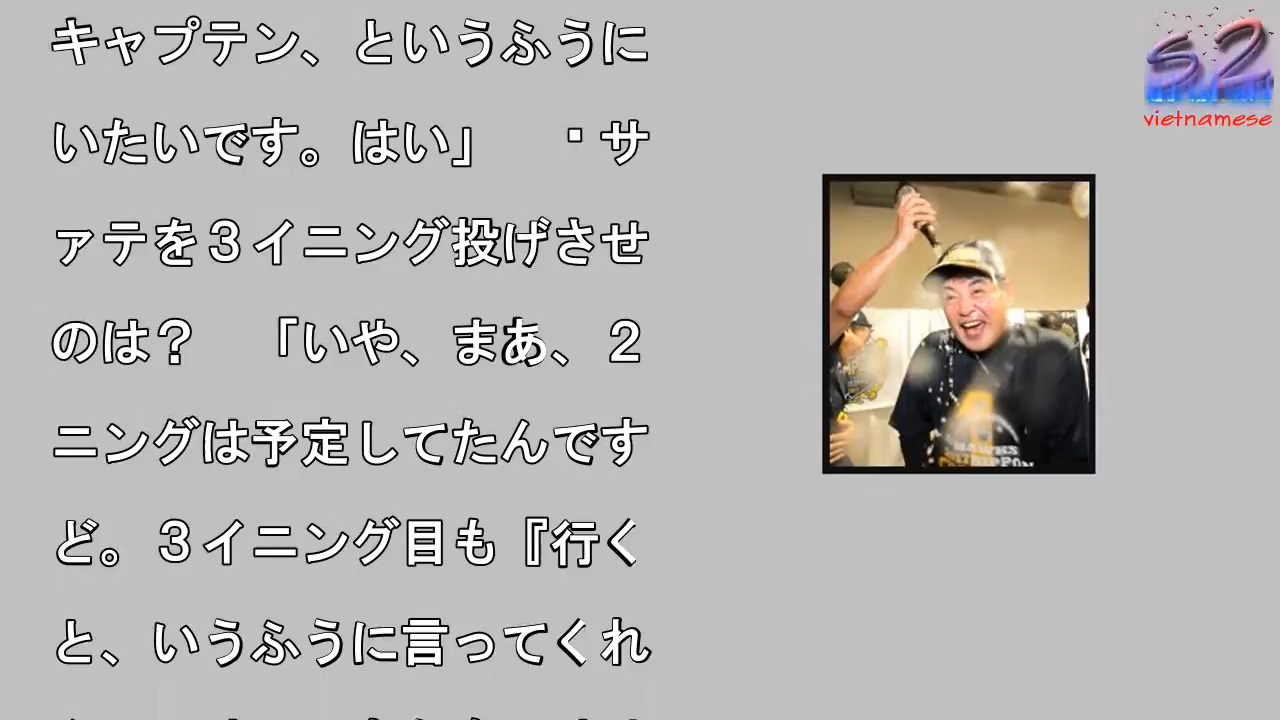 キャプテン、というふうに
いたいです。はい」　・サ
ァテを３イニング投げさせ
のは？　「いや、まあ、２
ニングは予定してたんです
ど。３イニング目も『行く
と、いうふうに言ってくれ
s2
vietnamese